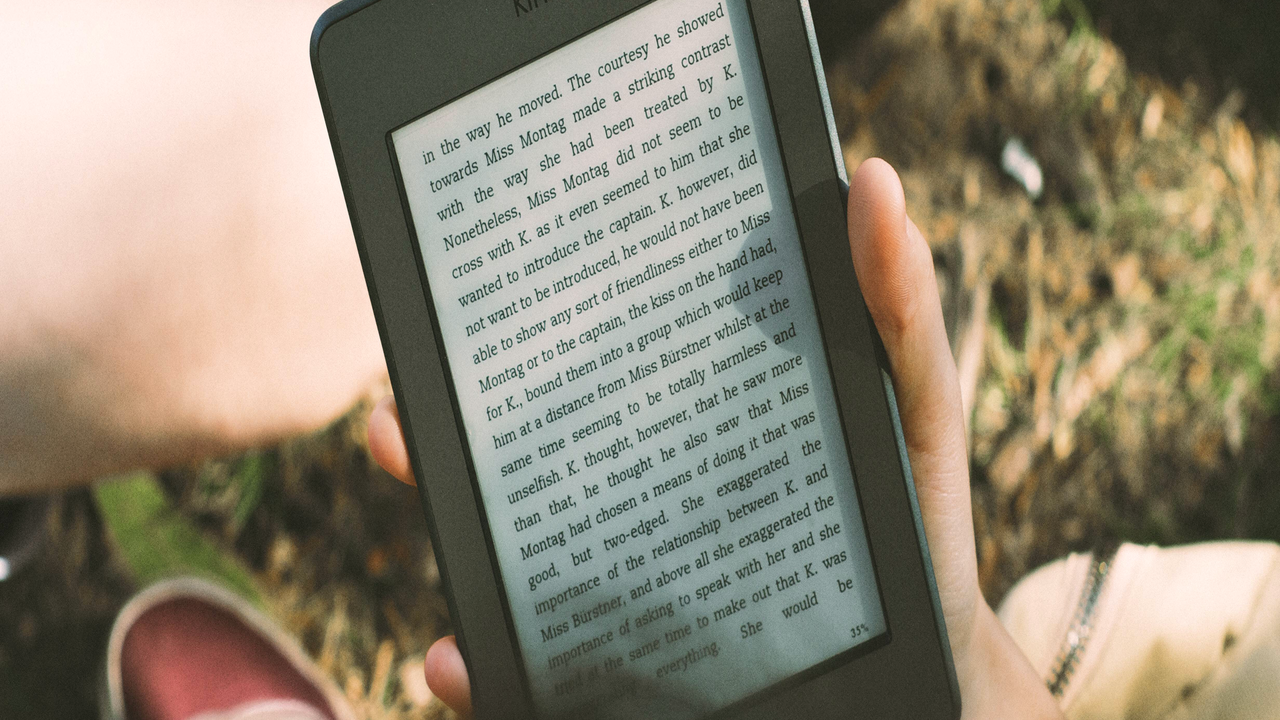 in the way he moved. The courtesy he showed
towards Miss Montag made a striking contrast
with the way she had been treated by K.
Nonetheless, Miss Montag did not seem to be
cross with K. as it even seemed to him that she
wanted to introduce the captain. K. however, did
not want to be introduced, he would not have been
able to show any sort of friendliness either to Miss
Montag or to the captain, the kiss on the hand had,
for K., bound them into a group which would keep
him at a distance from Miss Bürstner whilst at the
same time seeming to be totally harmless and
unselfish. K. thought, however, that he saw more
than that, he thought he also saw that Miss
Montag had chosen a means of doing it that was
good, but two-edged. She exaggerated the
importance of the relationship between K. and
Miss Bürstner, and above all she exaggerated the
importance of asking to speak with her and she
tried at the same time to make out that K. was
everything. She would be
35%